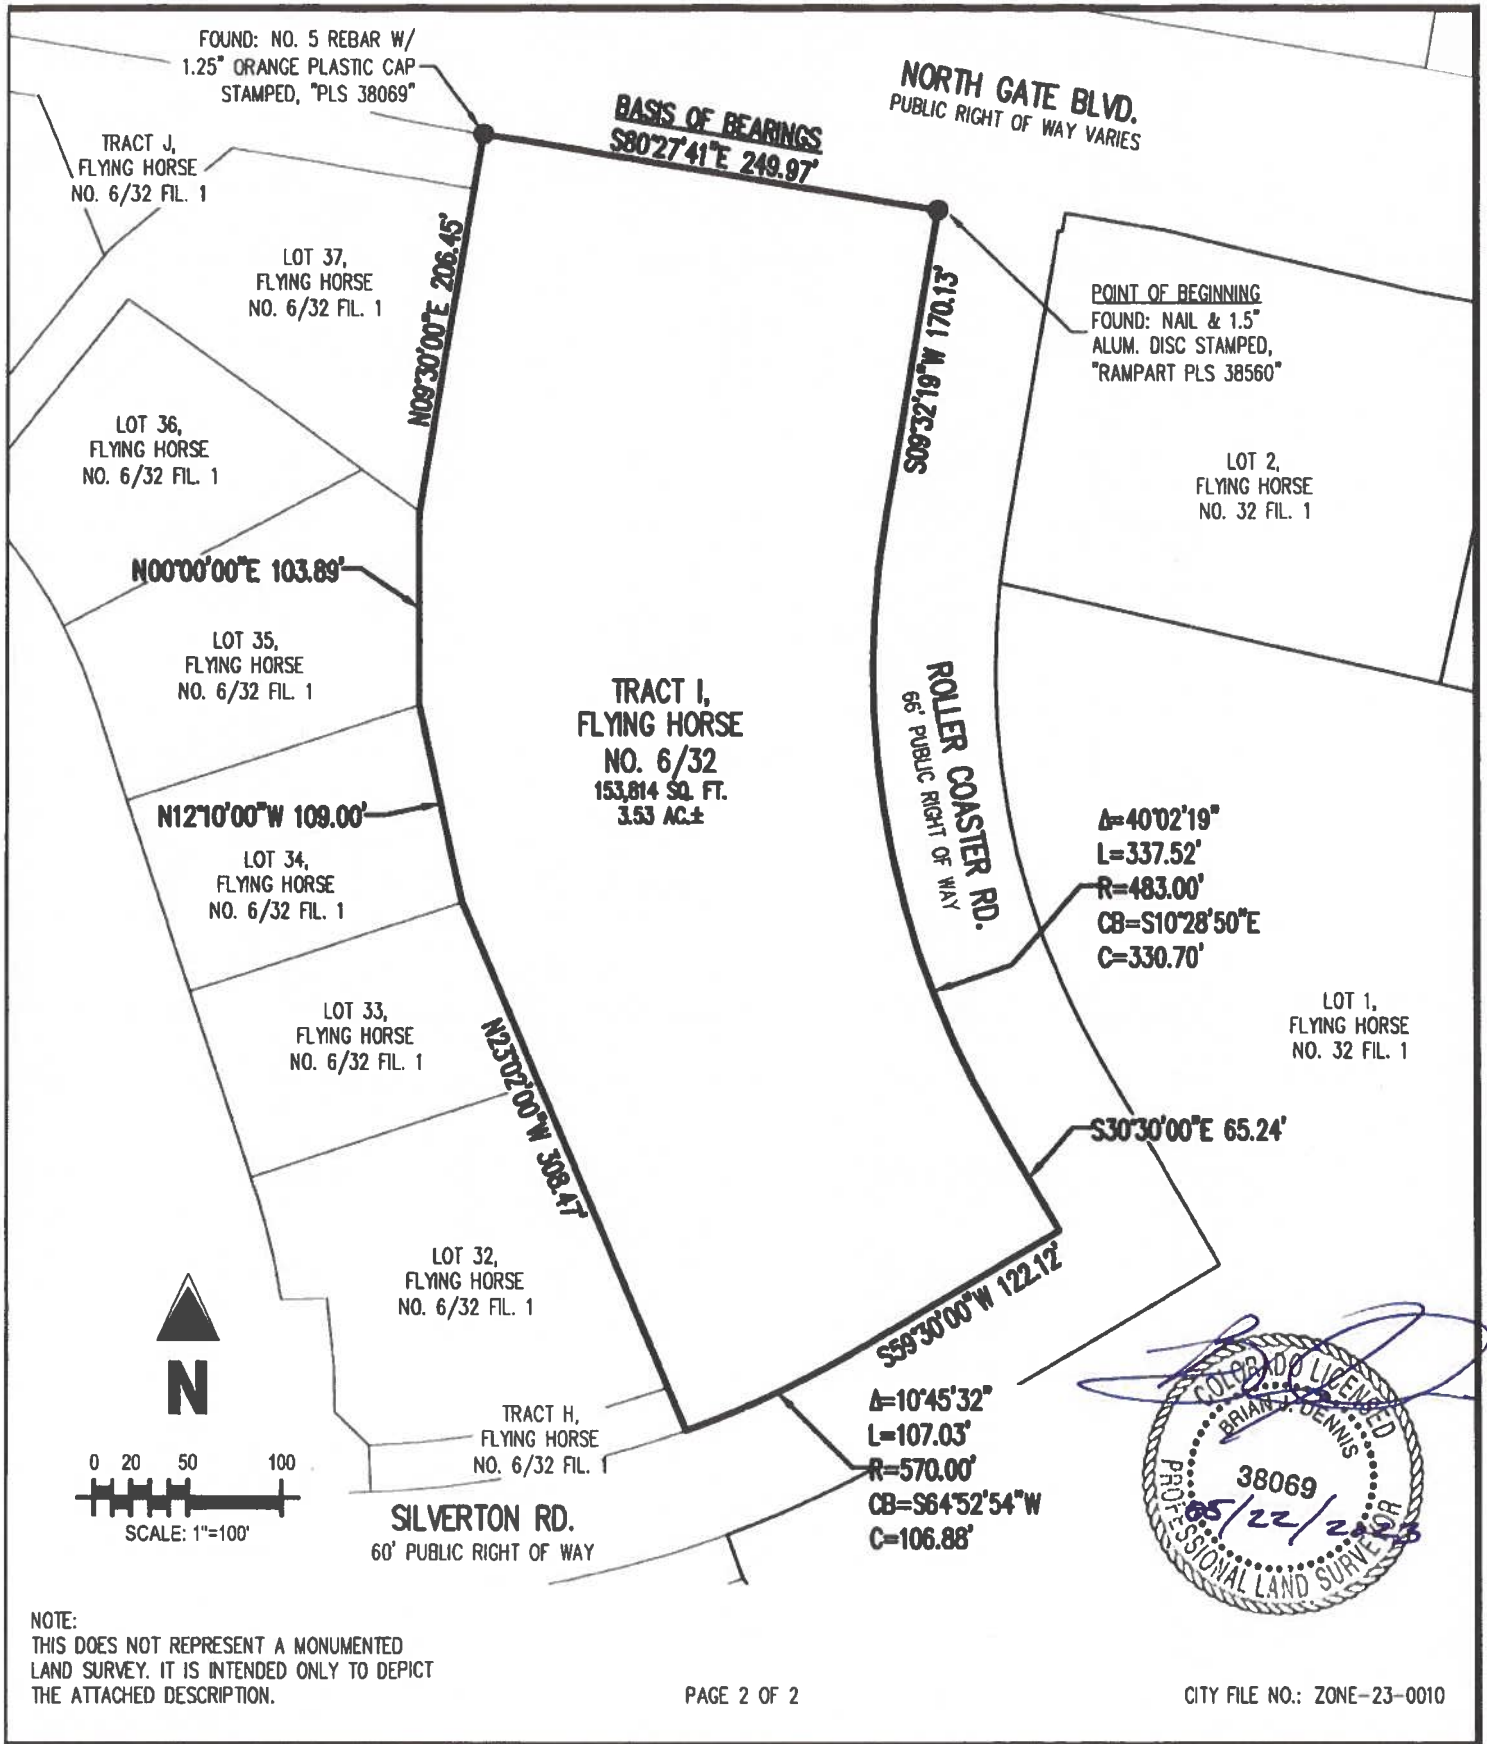 FOUND: NO. 5 REBAR W/
1.25" ORANGE PLASTIC CAP
STAMPED, "PLS 38069"
NORTH GATE BLVD.
PUBLIC RIGHT OF WAY VARIES
BASIS OF BEARINGS
S80°27'41"E 249.97'
TRACT J,
FLYING HORSE
NO. 6/32 FIL. 1
LOT 37,
FLYING HORSE
NO. 6/32 FIL. 1
N09°30'00"E 206.45'
S09°32'19"W 170.13'
POINT OF BEGINNING
FOUND: NAIL & 1.5"
ALUM. DISC STAMPED,
"RAMPART PLS 38560"
LOT 36,
FLYING HORSE
NO. 6/32 FIL. 1
LOT 2,
FLYING HORSE
NO. 32 FIL. 1
N00°00'00"E 103.89'
LOT 35,
FLYING HORSE
NO. 6/32 FIL. 1
TRACT I,
FLYING HORSE
NO. 6/32
153,814 SQ. FT.
3.53 AC.±
ROLLER COASTER RD.
66' PUBLIC RIGHT OF WAY
N12°10'00"W 109.00'
LOT 34,
FLYING HORSE
NO. 6/32 FIL. 1
Δ=40°02'19"
L=337.52'
R=483.00'
CB=S10°28'50"E
C=330.70'
LOT 33,
FLYING HORSE
NO. 6/32 FIL. 1
N23°02'00"W 308.47'
LOT 1,
FLYING HORSE
NO. 32 FIL. 1
S30°30'00"E 65.24'
LOT 32,
FLYING HORSE
NO. 6/32 FIL. 1
S59°30'00"W 122.12'
N
0 20 50 100
SCALE: 1"=100'
TRACT H,
FLYING HORSE
NO. 6/32 FIL. 1
Δ=10°45'32"
L=107.03'
R=570.00'
CB=S64°52'54"W
C=106.88'
SILVERTON RD.
60' PUBLIC RIGHT OF WAY
COLORADO LICENSED
BRIAN J. DENNIS
38069
05/22/2023
PROFESSIONAL LAND SURVEYOR
NOTE:
THIS DOES NOT REPRESENT A MONUMENTED
LAND SURVEY. IT IS INTENDED ONLY TO DEPICT
THE ATTACHED DESCRIPTION.
PAGE 2 OF 2
CITY FILE NO.: ZONE-23-0010